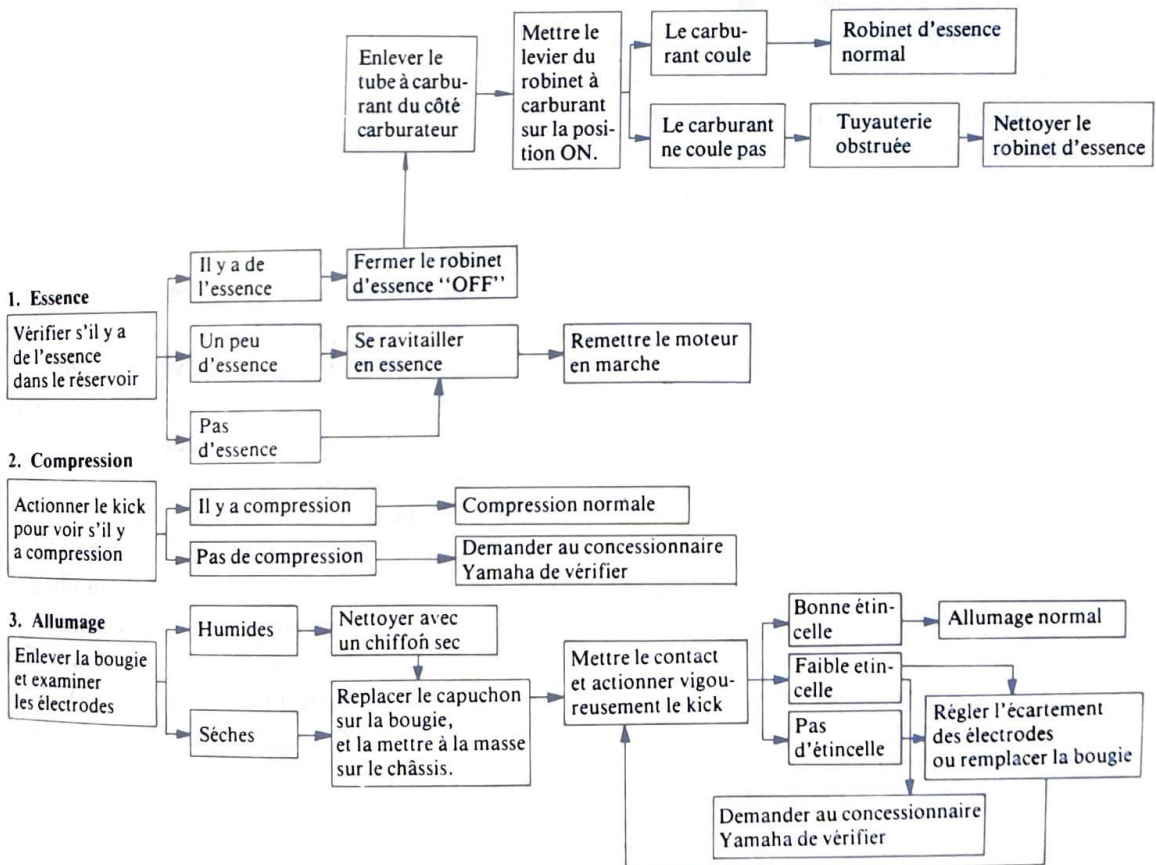 Enlever le
tube à carbu-
rant du côté
carburateur
Mettre le
levier du
robinet à
carburant
sur la posi-
tion ON.
Le carbu-
rant coule
Robinet d'essence
normal
Le carburant
ne coule pas
Tuyauterie
obstruée
Nettoyer le
robinet d'essence
1. Essence
Vérifier s'il y a
de l'essence
dans le réservoir
Il y a de
l'essence
Fermer le robinet
d'essence "OFF"
Un peu
d'essence
Se ravitailler
en essence
Remettre le moteur
en marche
Pas
d'essence
2. Compression
Actionner le kick
pour voir s'il y
a compression
Il y a compression
Compression normale
Pas de compression
Demander au concessionnaire
Yamaha de vérifier
3. Allumage
Enlever la bougie
et examiner
les électrodes
Humides
Nettoyer avec
un chiffon sec
Séches
Replacer le capuchon
sur la bougie,
et la mettre à la masse
sur le châssis.
Mettre le contact
et actionner vigou-
reusement le kick
Bonne étin-
celle
Allumage normal
Faible etin-
celle
Pas
d'étincelle
Régler l'écartement
des électrodes
ou remplacer la bougie
Demander au concessionnaire
Yamaha de vérifier